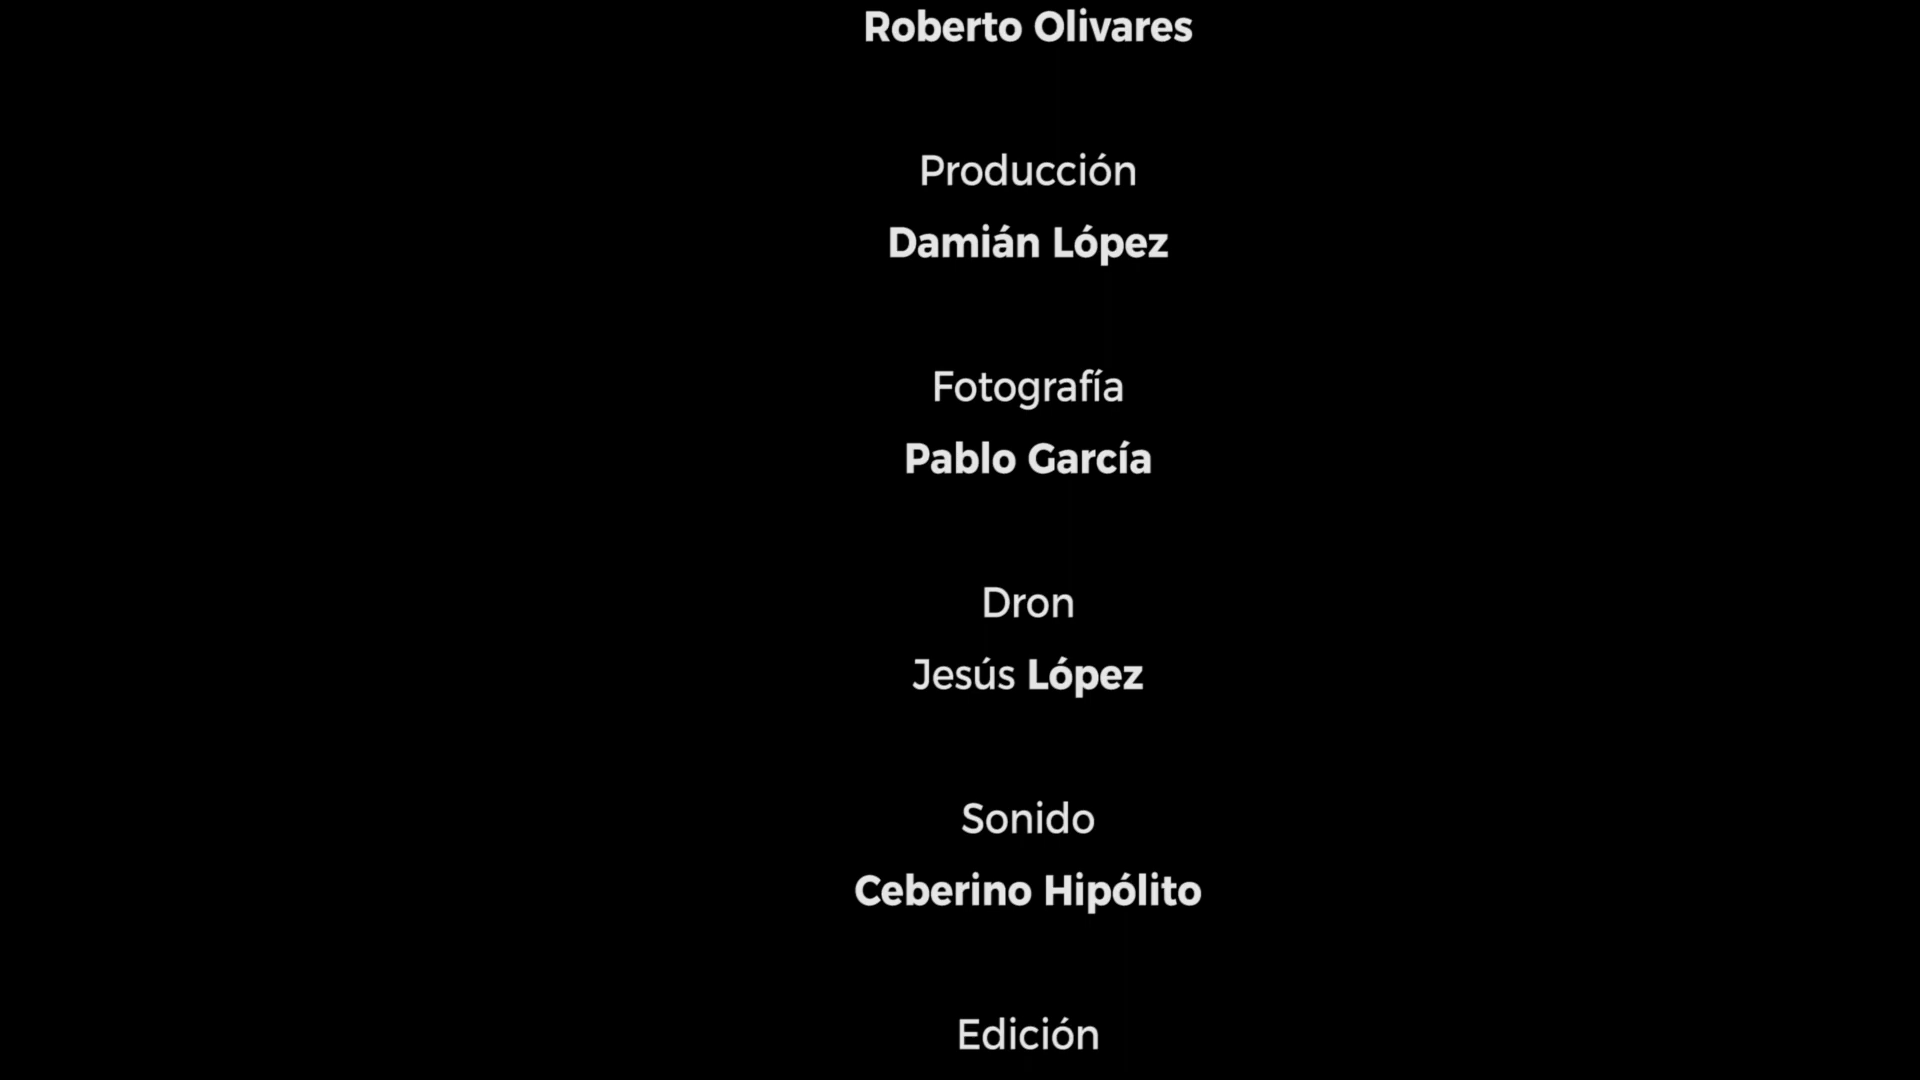 Roberto Olivares
Producción
Damián López
Fotografía
Pablo García
Dron
Jesús López
Sonido
Ceberino Hipólito
Edición